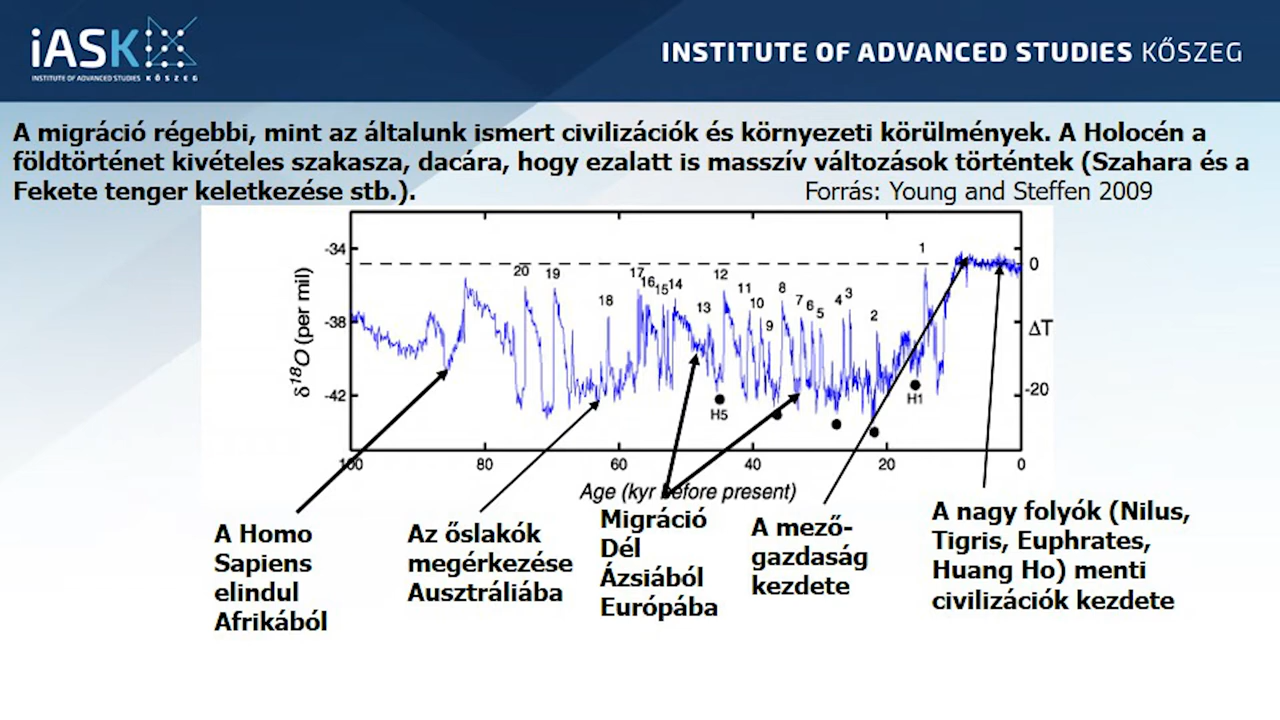 iASK
INSTITUTE OF ADVANCED STUDIES KŐSZEG
INSTITUTE OF ADVANCED STUDIES KŐSZEG
A migráció régebbi, mint az általunk ismert civilizációk és környezeti körülmények. A Holocén a
földtörténet kivételes szakasza, dacára, hogy ezalatt is masszív változások történtek (Szahara és a
Fekete tenger keletkezése stb.).
Forrás: Young and Steffen 2009
-34
-38
-42
δ18O (per mil)
20 19 18 17 16 15 14 13 12 11 10 9 8 7 6 5 4 3 2 1
H5
H1
0
ΔT
-20
100 80 60 40 20 0
Age (kyr before present)
A Homo
Sapiens
elindul
Afrikából
Az őslakók
megérkezése
Ausztráliába
Migráció
Dél
Ázsiából
Európába
A mező-
gazdaság
kezdete
A nagy folyók (Nilus,
Tigris, Euphrates,
Huang Ho) menti
civilizációk kezdete